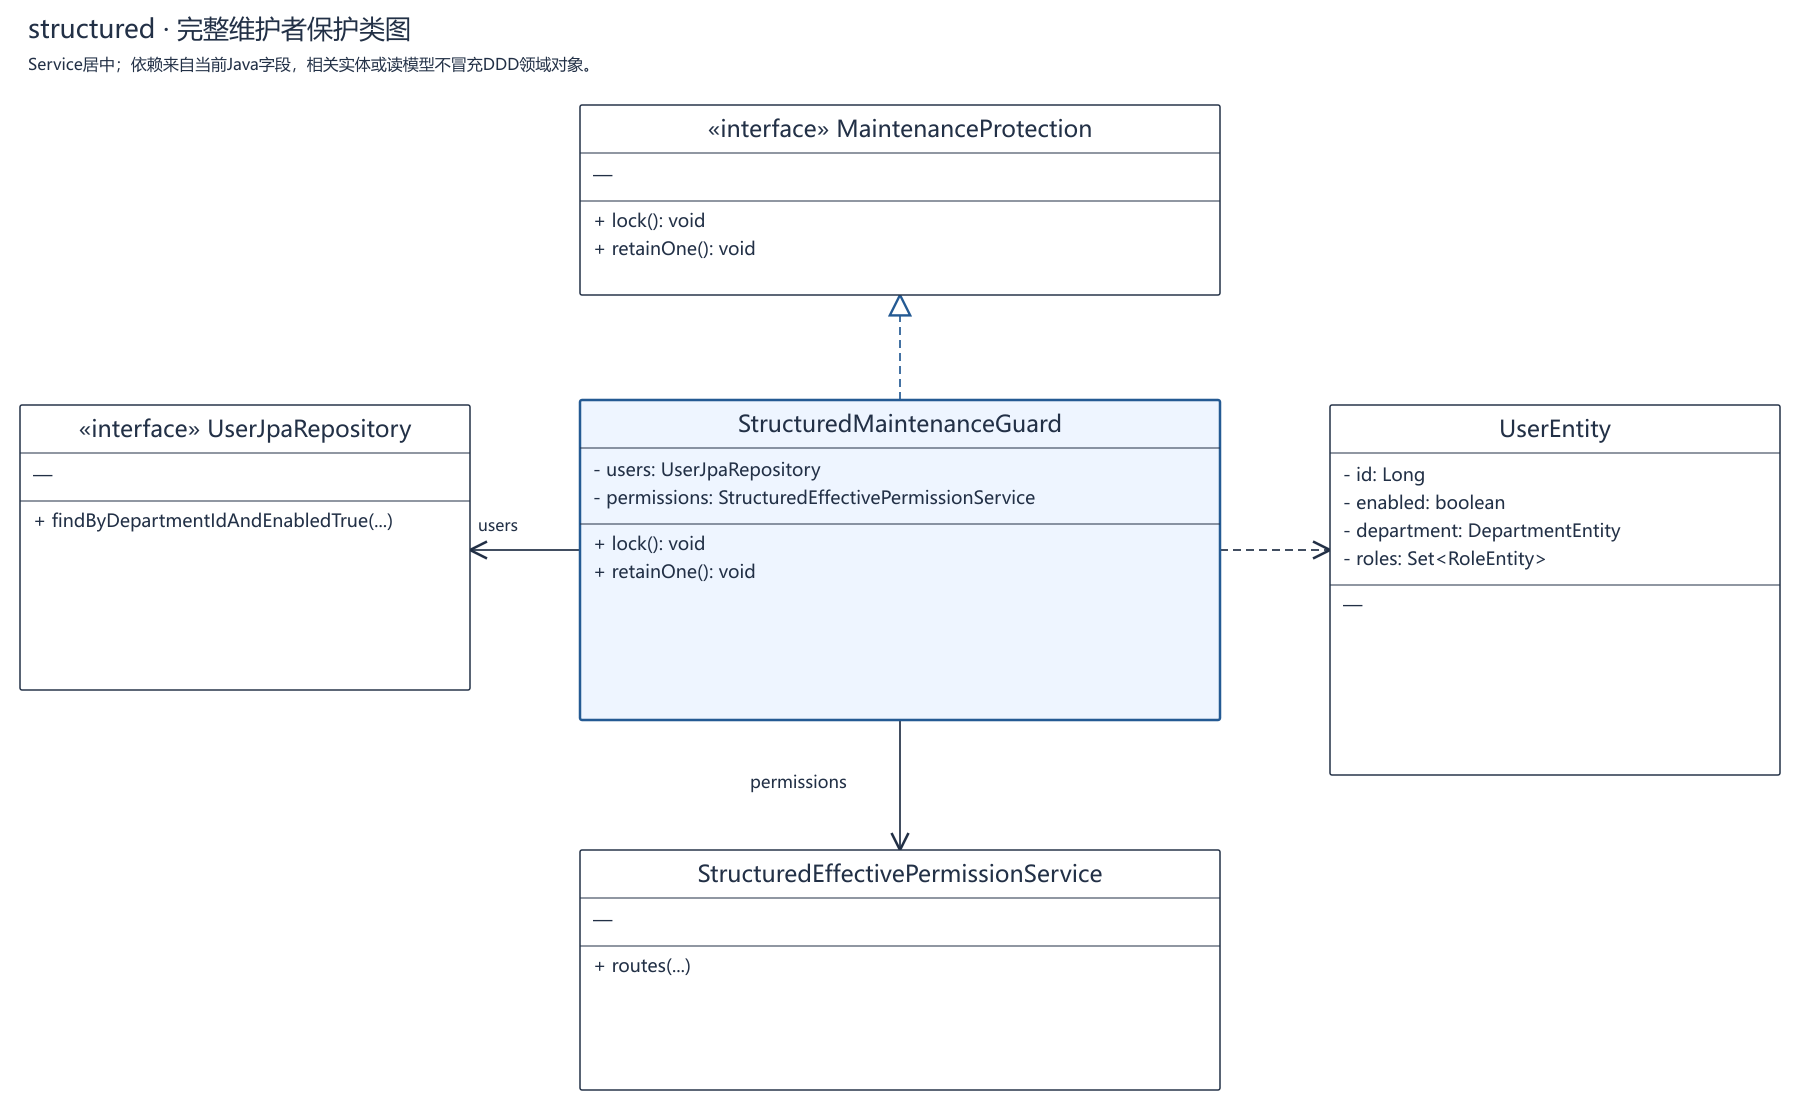 structured · 完整维护者保护类图
Service居中；依赖来自当前Java字段，相关实体或读模型不冒充DDD领域对象。
«interface» MaintenanceProtection
—
+ lock(): void
+ retainOne(): void
«interface» UserJpaRepository
—
+ findByDepartmentIdAndEnabledTrue(...)
users
StructuredMaintenanceGuard
- users: UserJpaRepository
- permissions: StructuredEffectivePermissionService
+ lock(): void
+ retainOne(): void
UserEntity
- id: Long
- enabled: boolean
- department: DepartmentEntity
- roles: Set<RoleEntity>
—
permissions
StructuredEffectivePermissionService
—
+ routes(...)